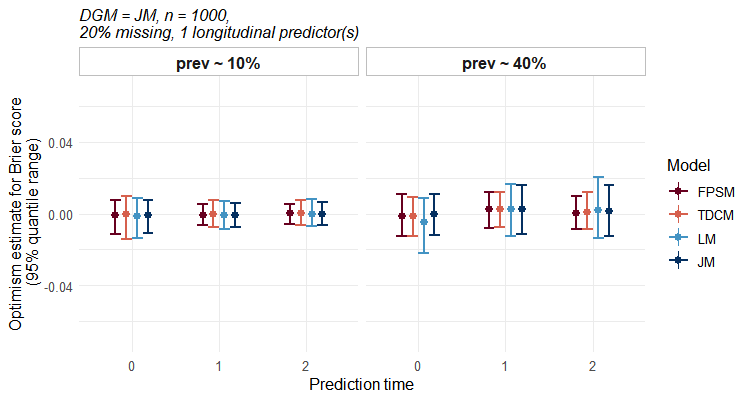 DGM = JM, n = 1000,
20% missing, 1 longitudinal predictor(s)
prev ~ 10%
prev ~ 40%
Optimism estimate for Brier score
(95% quantile range)
0.04
0.00
-0.04
0
1
2
0
1
2
Prediction time
Model
FPSM
TDCM
LM
JM